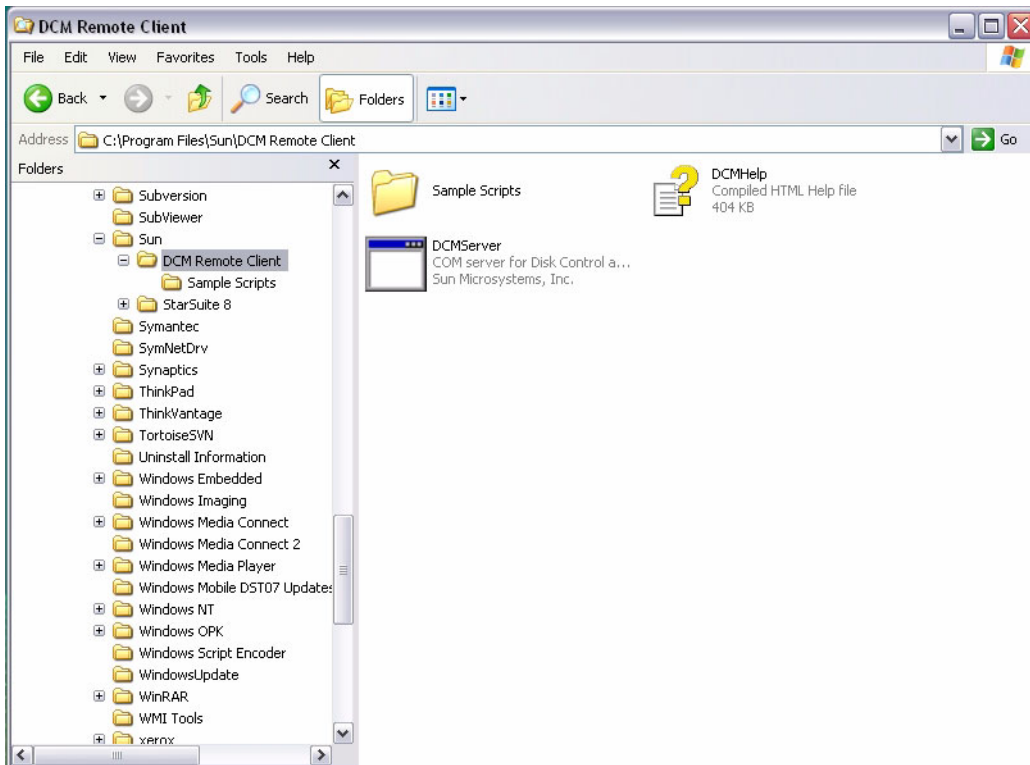 DCM Remote Client
File Edit View Favorites Tools Help
Back Search Folders
Address C:\Program Files\Sun\DCM Remote Client Go
Folders x
Subversion
SubViewer
Sun
DCM Remote Client
Sample Scripts
StarSuite 8
Symantec
SymNetDrv
Synaptics
ThinkPad
ThinkVantage
TortoiseSVN
Uninstall Information
Windows Embedded
Windows Imaging
Windows Media Connect
Windows Media Connect 2
Windows Media Player
Windows Mobile DST07 Updates
Windows NT
Windows OPK
Windows Script Encoder
WindowsUpdate
WinRAR
WMI Tools
xerox
Sample Scripts
DCMHelp
Compiled HTML Help file
404 KB
DCMServer
COM server for Disk Control a...
Sun Microsystems, Inc.